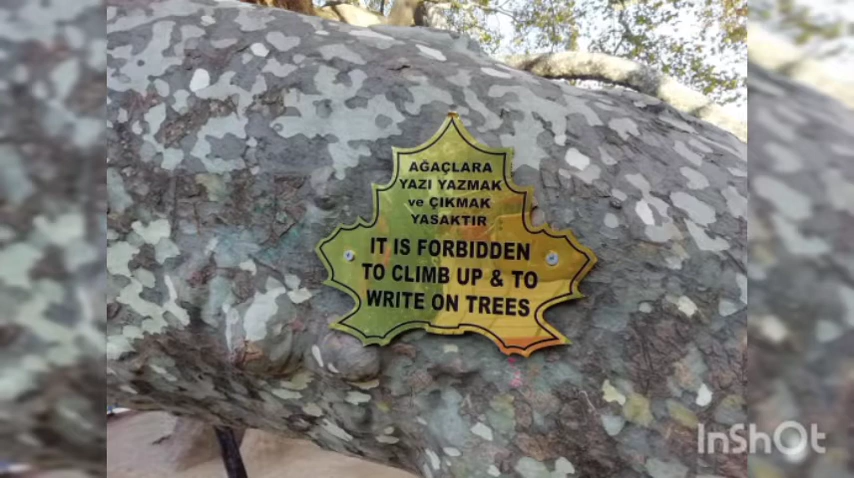 AĞAÇLARA
YAZI YAZMAK
ve ÇIKMAK
YASAKTIR
IT IS FORBIDDEN
TO CLIMB UP & TO
WRITE ON TREES
InShOt